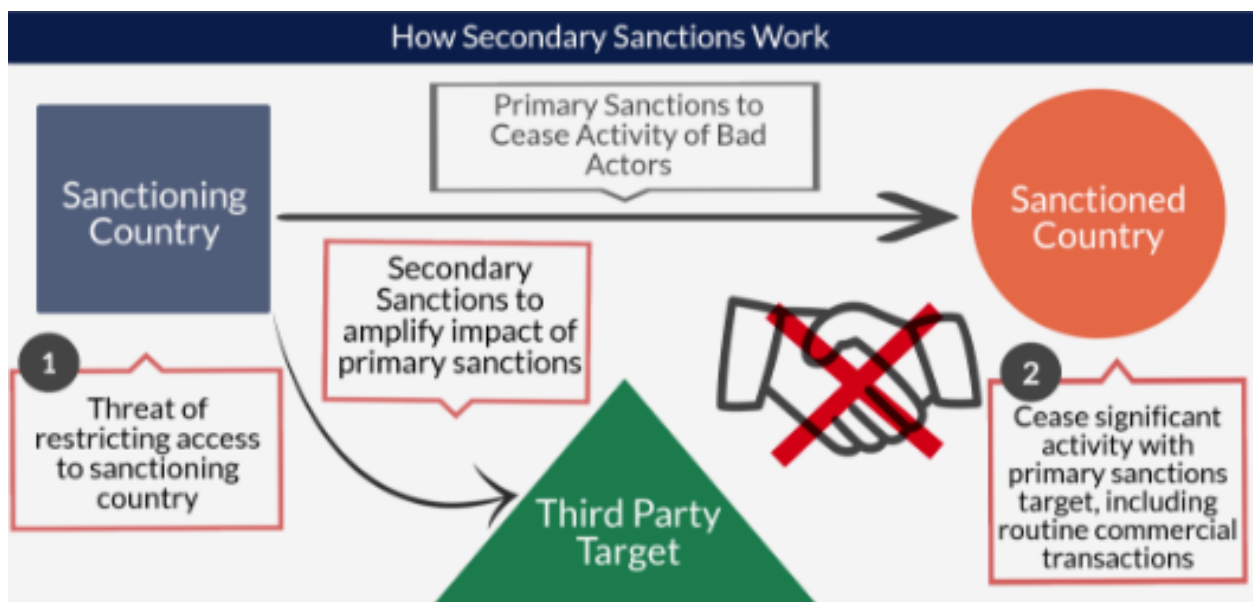 How Secondary Sanctions Work
Primary Sanctions to
Cease Activity of Bad
Actors
Sanctioning
Country
Sanctioned
Country
Secondary
Sanctions to
amplify impact of
primary sanctions
1
Threat of
restricting access
to sanctioning
country
2
Cease significant
activity with
primary sanctions
target, including
routine commercial
transactions
Third Party
Target